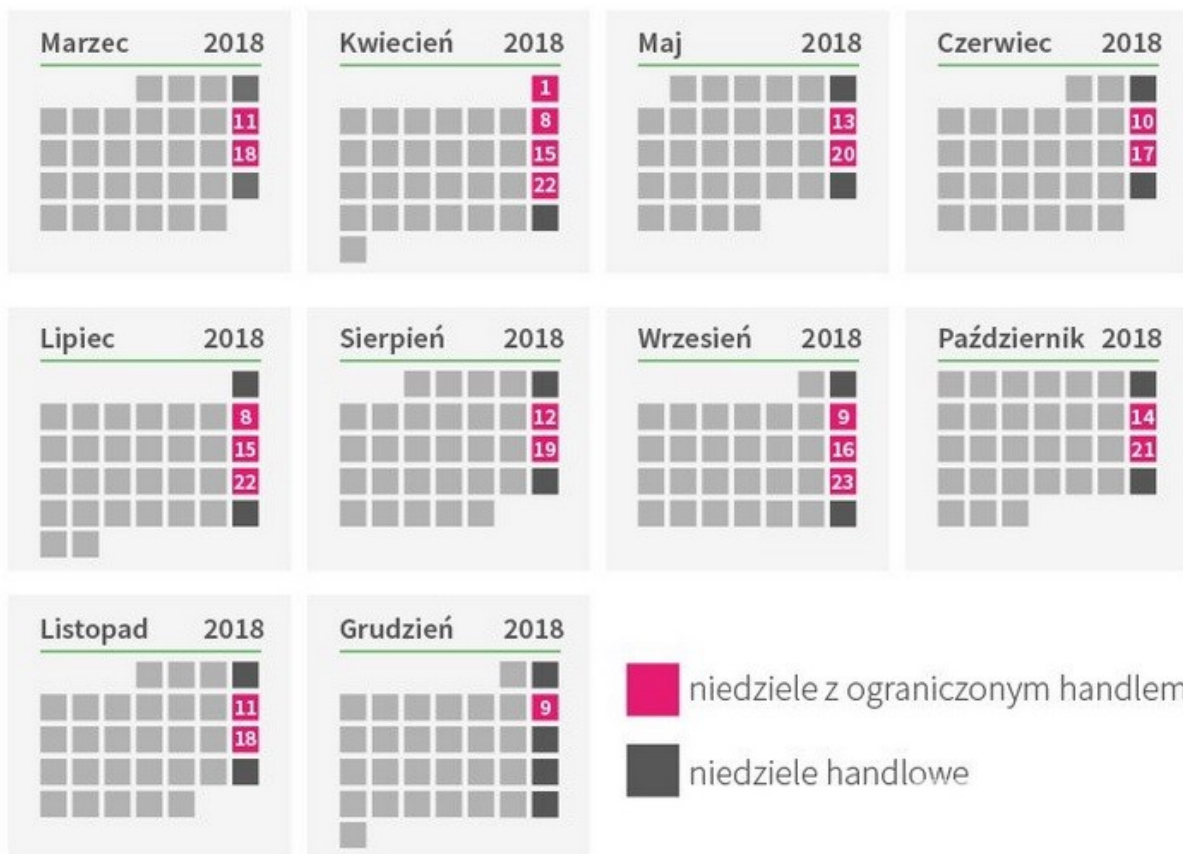 Marzec 2018
11
18
Kwiecień 2018
1
8
15
22
Maj 2018
13
20
Czerwiec 2018
10
17
Lipiec 2018
8
15
22
Sierpień 2018
12
19
Wrzesień 2018
9
16
23
Październik 2018
14
21
Listopad 2018
11
18
Grudzień 2018
9
niedziele z ograniczonym handlem
niedziele handlowe